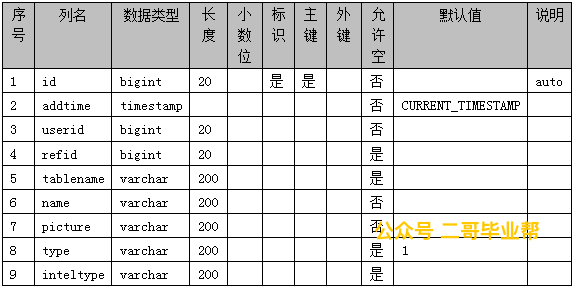 序号 列名 数据类型 长度 小数位 标识 主键 外键 允许空 默认值 说明
1 id bigint 20 是 是 否 auto
2 addtime timestamp 否 CURRENT_TIMESTAMP
3 userid bigint 20 否
4 refid bigint 20 是
5 tablename varchar 200 是
6 name varchar 200 否
7 picture varchar 200 否
公众号 二哥毕业帮
8 type varchar 200 是 1
9 inteltype varchar 200 是